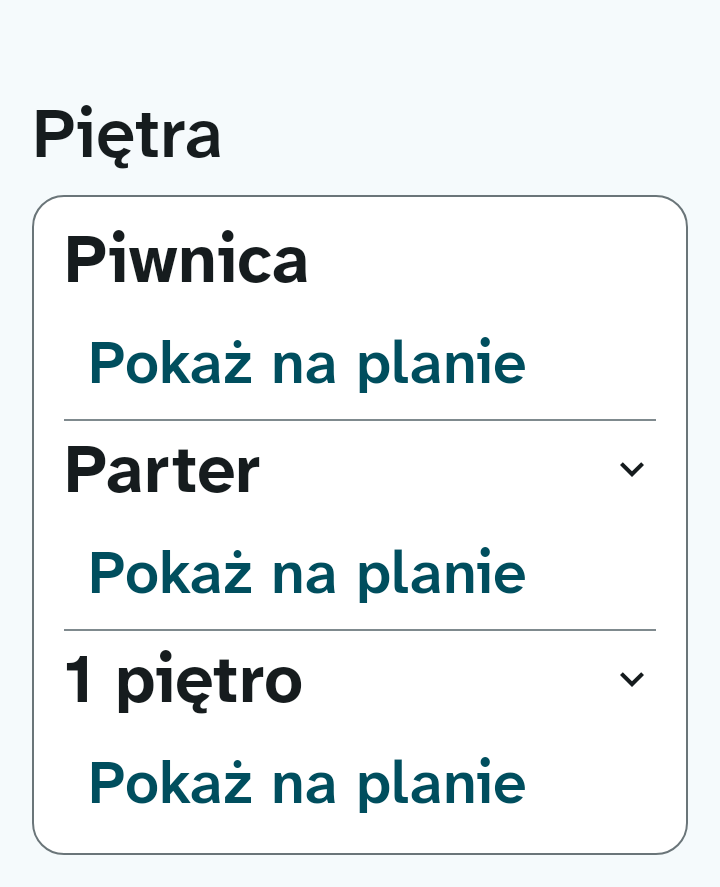 Piętra
Piwnica
Pokaż na planie
Parter
Pokaż na planie
1 piętro
Pokaż na planie